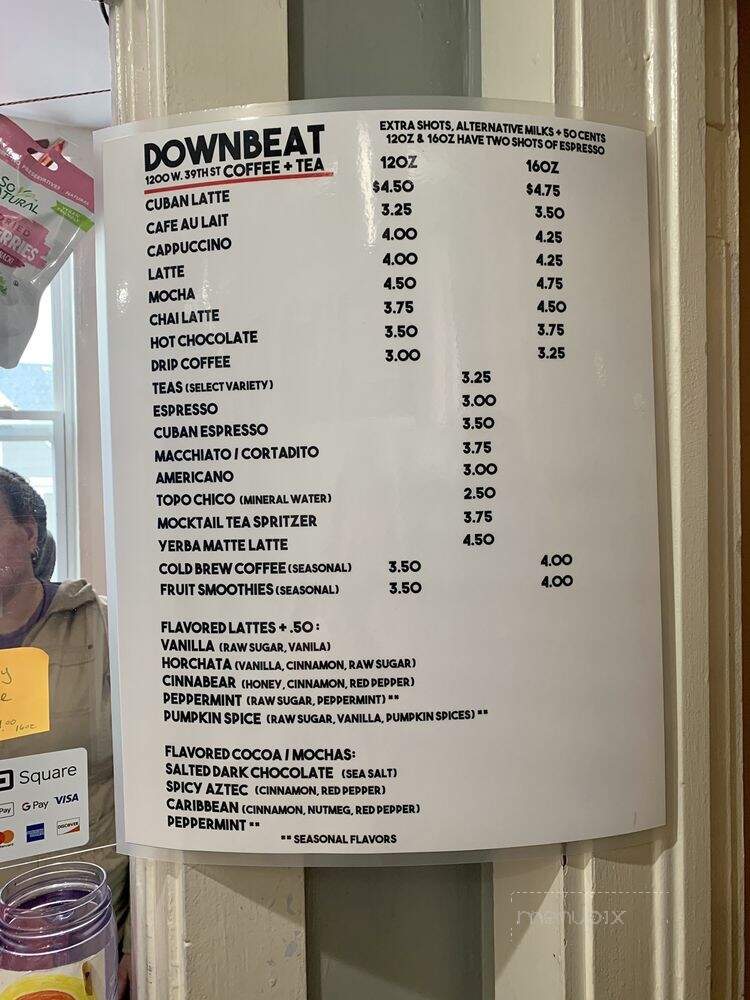 DOWNBEAT
1200 W. 39TH ST COFFEE + TEA
EXTRA SHOTS, ALTERNATIVE MILKS + 50 CENTS
12OZ & 16OZ HAVE TWO SHOTS OF ESPRESSO
12OZ 16OZ
CUBAN LATTE $4.50 $4.75
CAFE AU LAIT 3.25 3.50
CAPPUCCINO 4.00 4.25
LATTE 4.00 4.25
MOCHA 4.50 4.75
CHAI LATTE 3.75 4.50
HOT CHOCOLATE 3.50 3.75
DRIP COFFEE 3.00 3.25
TEAS (SELECT VARIETY) 3.25
ESPRESSO 3.00
CUBAN ESPRESSO 3.50
MACCHIATO / CORTADITO 3.75
AMERICANO 3.00
TOPO CHICO (MINERAL WATER) 2.50
MOCKTAIL TEA SPRITZER 3.75
YERBA MATTE LATTE 4.50
COLD BREW COFFEE (SEASONAL) 3.50 4.00
FRUIT SMOOTHIES (SEASONAL) 3.50 4.00
FLAVORED LATTES + .50 :
VANILLA (RAW SUGAR, VANILA)
HORCHATA (VANILLA, CINNAMON, RAW SUGAR)
CINNABEAR (HONEY, CINNAMON, RED PEPPER)
PEPPERMINT (RAW SUGAR, PEPPERMINT) **
PUMPKIN SPICE (RAW SUGAR, VANILLA, PUMPKIN SPICES) **
FLAVORED COCOA / MOCHAS:
SALTED DARK CHOCOLATE (SEA SALT)
SPICY AZTEC (CINNAMON, RED PEPPER)
CARIBBEAN (CINNAMON, NUTMEG, RED PEPPER)
PEPPERMINT **
** SEASONAL FLAVORS
SO
NATURAL
Square
Pay G Pay VISA
DISCOVER
menupix